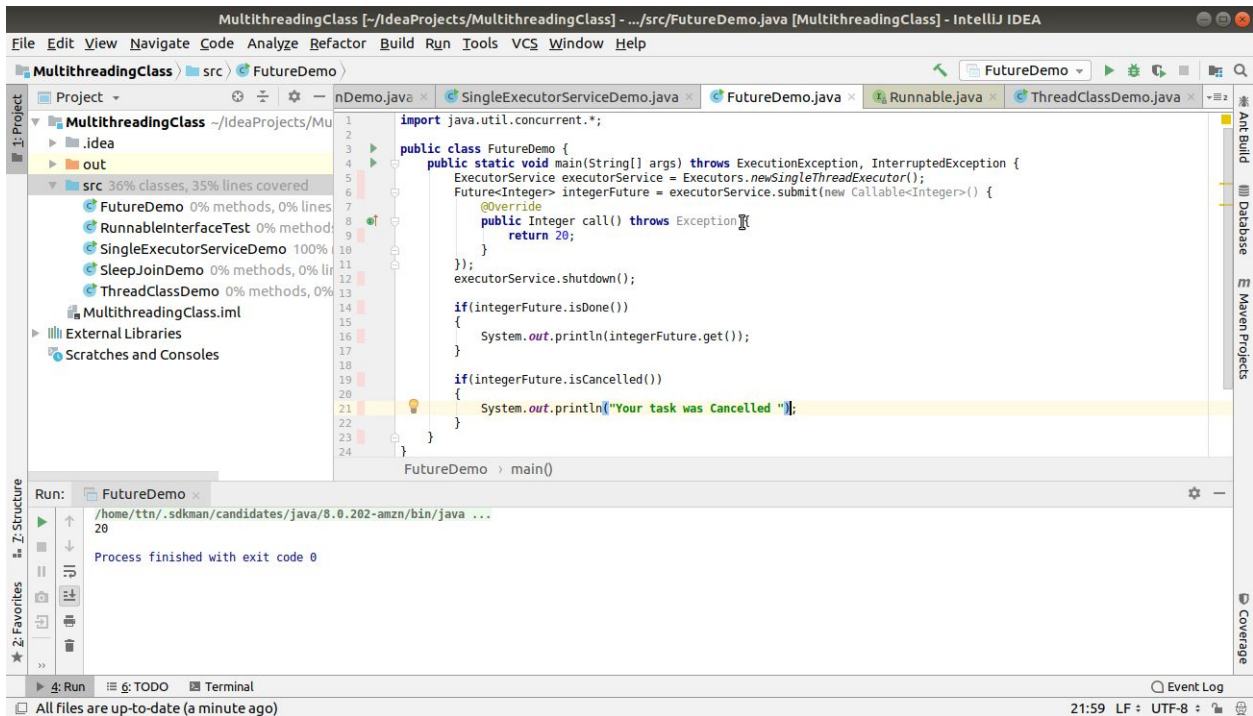 MultithreadingClass [~/IdeaProjects/MultithreadingClass] - .../src/FutureDemo.java [MultithreadingClass] - IntelliJ IDEA
File Edit View Navigate Code Analyze Refactor Build Run Tools VCS Window Help
MultithreadingClass src FutureDemo
FutureDemo
1: Project
Project
nDemo.java SingleExecutorServiceDemo.java FutureDemo.java Runnable.java ThreadClassDemo.java
2
MultithreadingClass ~/IdeaProjects/Mu
.idea
out
src 36% classes, 35% lines covered
FutureDemo 0% methods, 0% lines
RunnableInterfaceTest 0% method
SingleExecutorServiceDemo 100%
SleepJoinDemo 0% methods, 0% lin
ThreadClassDemo 0% methods, 0%
MultithreadingClass.iml
External Libraries
Scratches and Consoles
1 import java.util.concurrent.*;
2
3 public class FutureDemo {
4 public static void main(String[] args) throws ExecutionException, InterruptedException {
5 ExecutorService executorService = Executors.newSingleThreadExecutor();
6 Future<Integer> integerFuture = executorService.submit(new Callable<Integer>() {
7 @Override
8 public Integer call() throws Exception {
9 return 20;
10 }
11 });
12 executorService.shutdown();
13
14 if(integerFuture.isDone())
15 {
16 System.out.println(integerFuture.get());
17 }
18
19 if(integerFuture.isCancelled())
20 {
21 System.out.println("Your task was Cancelled ");
22 }
23 }
24 }
FutureDemo › main()
Ant Build
Database
m Maven Projects
Coverage
Z: Structure
2: Favorites
Run: FutureDemo
/home/ttn/.sdkman/candidates/java/8.0.202-amzn/bin/java ...
20
Process finished with exit code 0
4: Run 6: TODO Terminal
Event Log
All files are up-to-date (a minute ago)
21:59 LF UTF-8